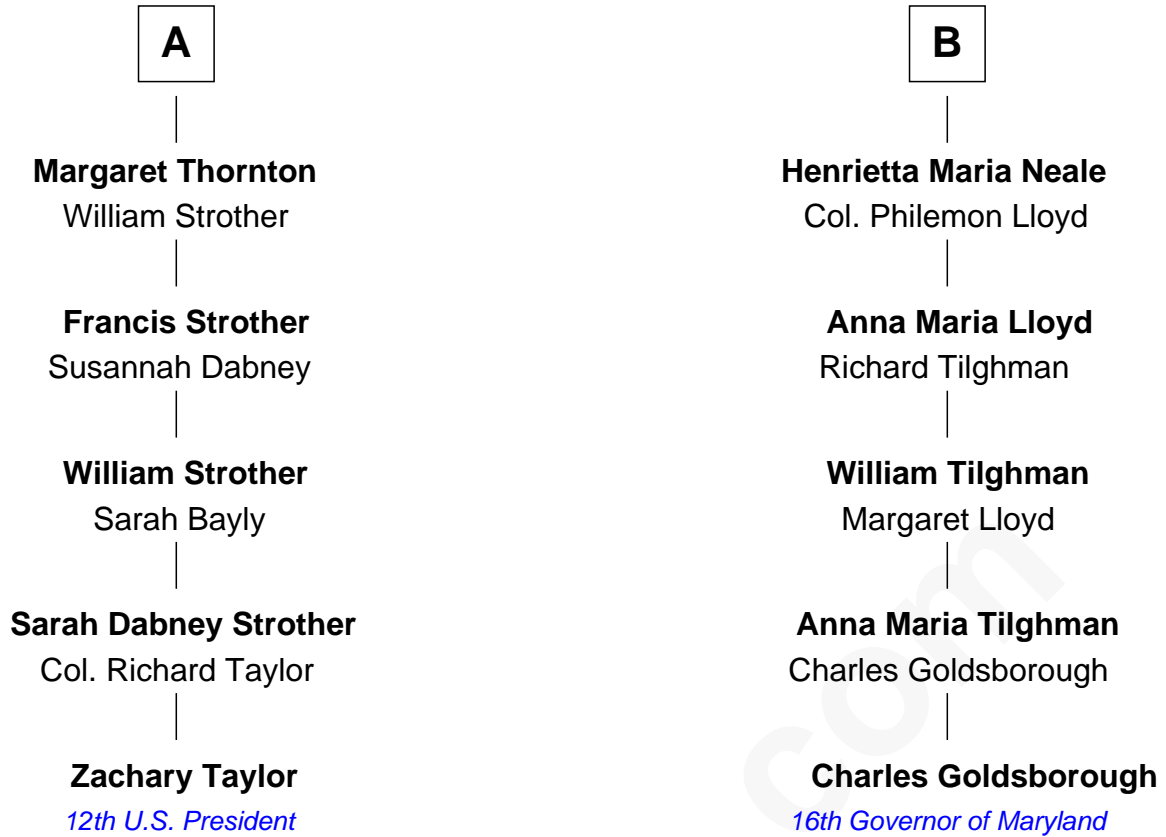 A
Margaret Thornton
William Strother
Francis Strother
Susannah Dabney
William Strother
Sarah Bayly
Sarah Dabney Strother
Col. Richard Taylor
Zachary Taylor
12th U.S. President
B
Henrietta Maria Neale
Col. Philemon Lloyd
Anna Maria Lloyd
Richard Tilghman
William Tilghman
Margaret Lloyd
Anna Maria Tilghman
Charles Goldsborough
Charles Goldsborough
16th Governor of Maryland
com